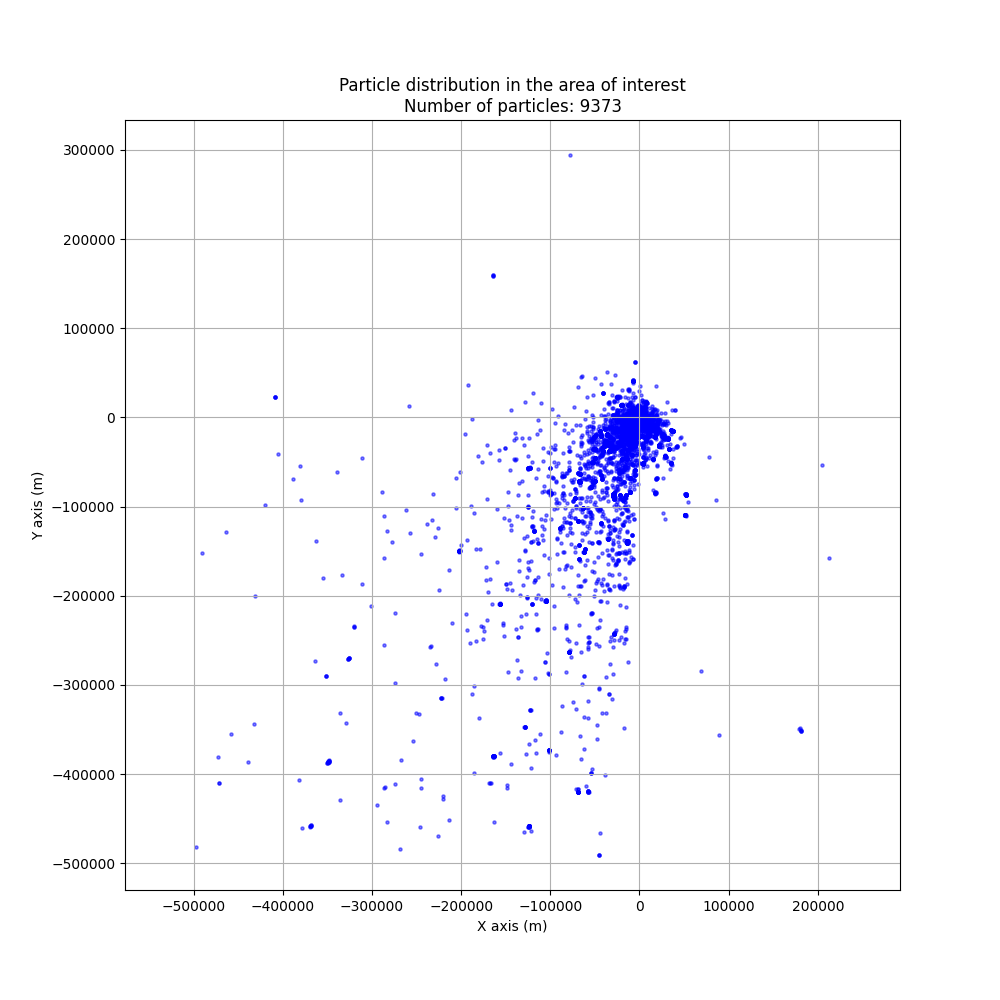 Particle distribution in the area of interest
Number of particles: 9373
300000
200000
100000
0
−100000
−200000
−300000
−400000
−500000
Y axis (m)
−500000 −400000 −300000 −200000 −100000 0 100000 200000
X axis (m)